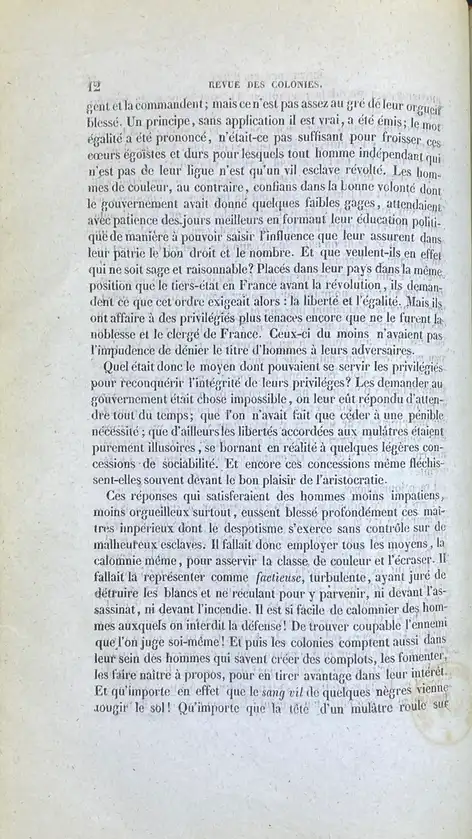 12 REVUE DES COLONIES.
gent et la commandent; mais ce n'est pas assez au gré de leur orgueil
blessé. Un principe, sans application il est vrai, a été émis; le mot
égalité a été prononcé, n'était-ce pas suffisant pour froisser ces
cœurs égoïstes et durs pour lesquels tout homme indépendant qui
n'est pas de leur ligue n'est qu'un vil esclave révolté. Les hom-
mes de couleur, au contraire, confians dans la bonne volonté dont
le gouvernement avait donné quelques faibles gages, attendaient
avec patience des jours meilleurs en formant leur éducation politi-
que de manière à pouvoir saisir l'influence que leur assurent dans
leur patrie le bon droit et le nombre. Et que veulent-ils en effet
qui ne soit sage et raisonnable? Placés dans leur pays dans la même
position que le tiers-état en France avant la révolution, ils deman-
dent ce que cet ordre exigeait alors : la liberté et l'égalité. Mais ils
ont affaire à des privilégiés plus tenaces encore que ne le furent la
noblesse et le clergé de France. Ceux-ci du moins n'avaient pas
l'impudence de dénier le titre d'hommes à leurs adversaires.
Quel était donc le moyen dont pouvaient se servir les privilégiés
pour reconquérir l'intégrité de leurs priviléges? Les demander au
gouvernement était chose impossible, on leur eût répondu d'atten-
dre tout du temps; que l'on n'avait fait que céder à une pénible
nécessité; que d'ailleurs les libertés accordées aux mulâtres étaient
purement illusoires, se bornant en réalité à quelques légères con-
cessions de sociabilité. Et encore ces concessions même fléchis-
sent-elles souvent devant le bon plaisir de l'aristocratie.
Ces réponses qui satisferaient des hommes moins impatiens,
moins orgueilleux surtout, eussent blessé profondément ces maî-
tres impérieux dont le despotisme s'exerce sans contrôle sur de
malheureux esclaves. Il fallait donc employer tous les moyens, la
calomnie même, pour asservir la classe de couleur et l'écraser. Il
fallait la représenter comme factieuse, turbulente, ayant juré de
détruire les blancs et ne reculant pour y parvenir, ni devant l'as-
sassinat, ni devant l'incendie. Il est si facile de calomnier des hom-
mes auxquels on interdit la défense! De trouver coupable l'ennemi
que l'on juge soi-même! Et puis les colonies comptent aussi dans
leur sein des hommes qui savent créer des complots, les fomenter,
les faire naître à propos, pour en tirer avantage dans leur intérêt.
Et qu'importe en effet que le sang vil de quelques nègres vienne
rougir le sol! Qu'importe que la tête d'un mulâtre roule sur